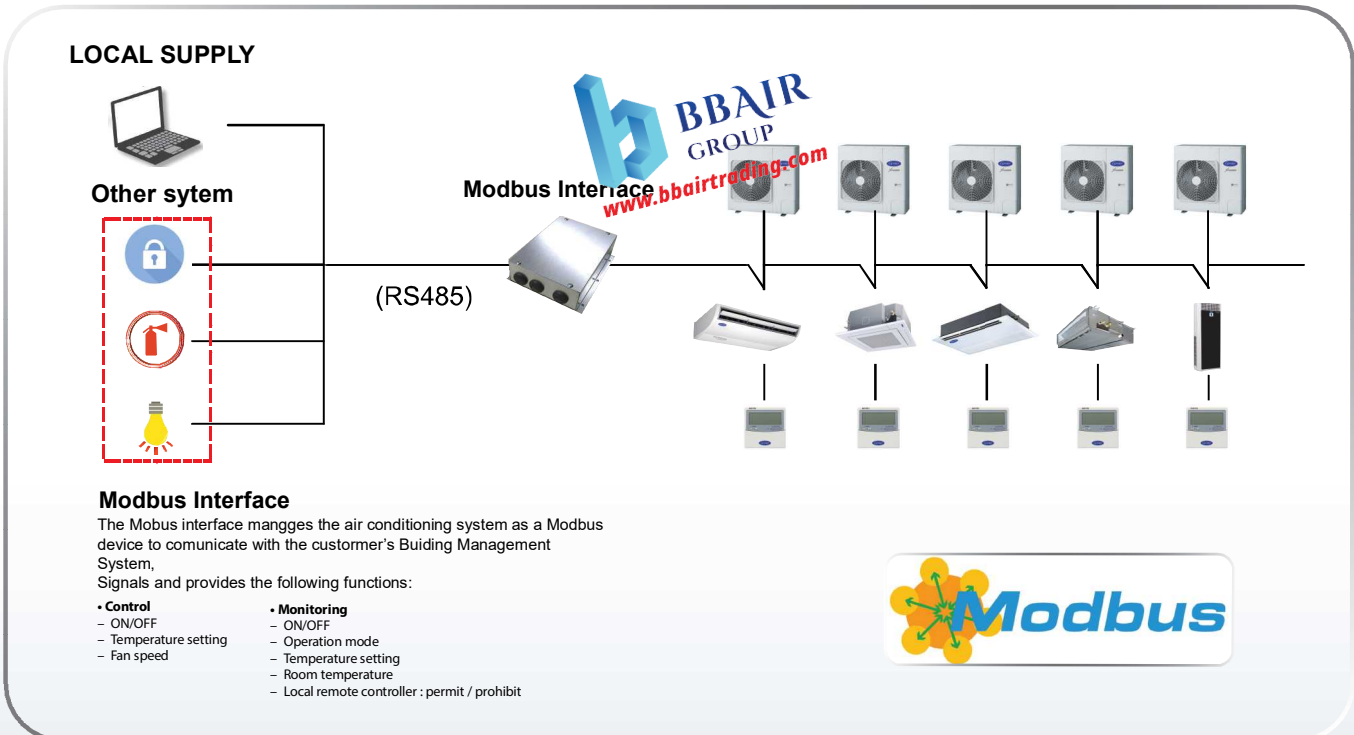 LOCAL SUPPLY
BBAIR
GROUP
www.bbairtrading.com
Other sytem
Modbus Interface
(RS485)
Modbus Interface
The Mobus interface mangges the air conditioning system as a Modbus
device to comunicate with the custormer's Buiding Management
System,
Signals and provides the following functions:
• Control
– ON/OFF
– Temperature setting
– Fan speed
• Monitoring
– ON/OFF
– Operation mode
– Temperature setting
– Room temperature
– Local remote controller : permit / prohibit
Modbus